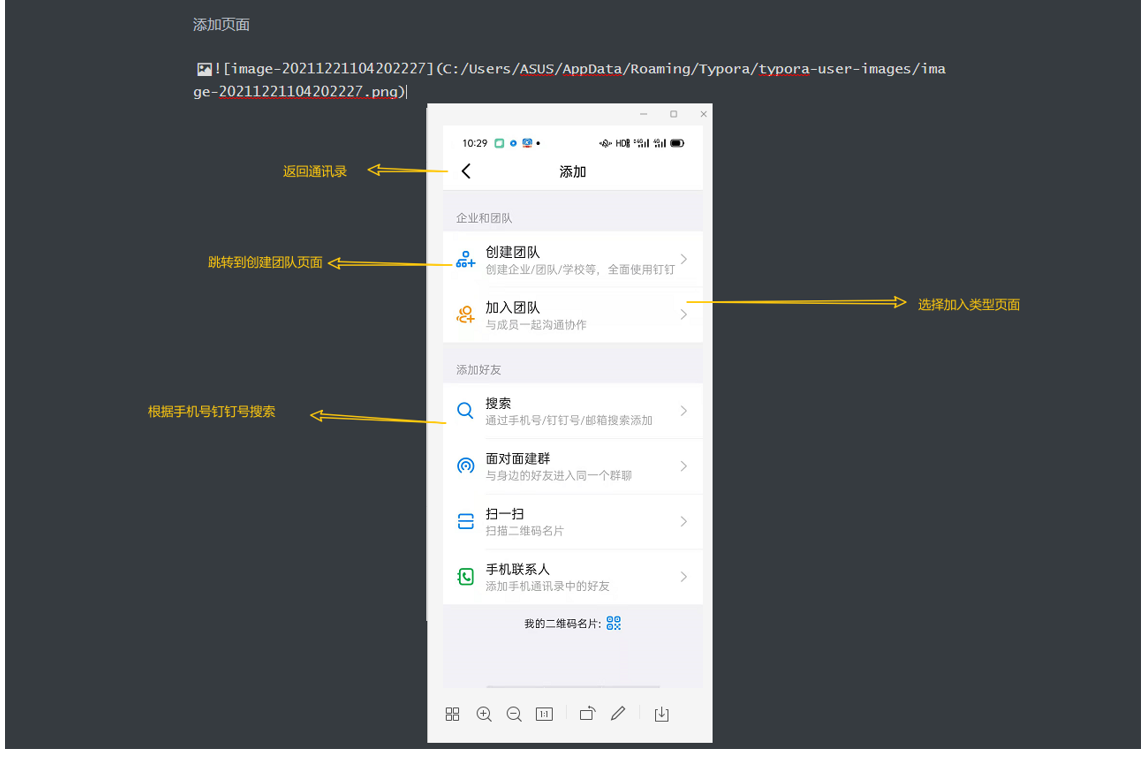 添加页面
![image-20211221104202227](C:/Users/ASUS/AppData/Roaming/Typora/typora-user-images/ima
ge-20211221104202227.png)
10:29
HD
添加
返回通讯录
企业和团队
创建团队
创建企业/团队/学校等，全面使用钉钉
跳转到创建团队页面
加入团队
与成员一起沟通协作
选择加入类型页面
添加好友
搜索
通过手机号/钉钉号/邮箱搜索添加
根据手机号钉钉号搜索
面对面建群
与身边的好友进入同一个群聊
扫一扫
扫描二维码名片
手机联系人
添加手机通讯录中的好友
我的二维码名片:
1:1